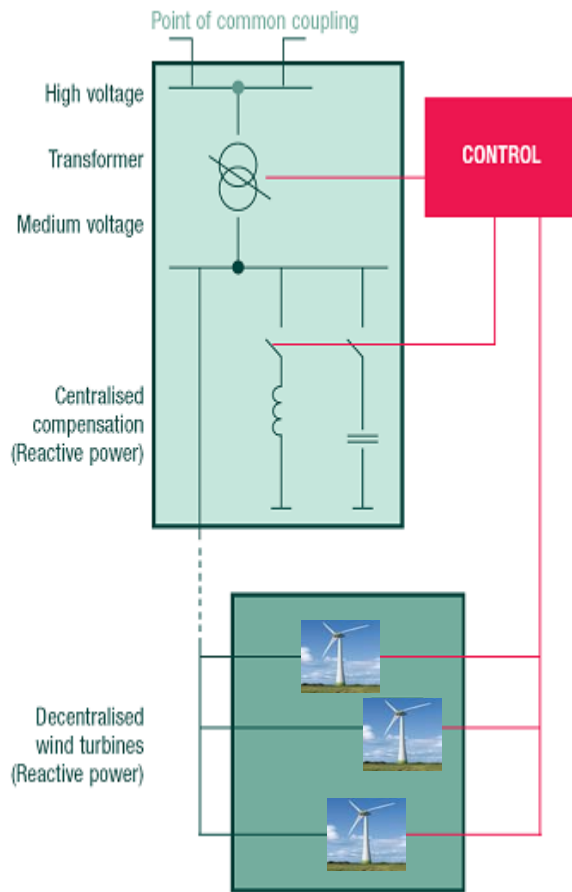 Point of common coupling
High voltage
CONTROL
Transformer
Medium voltage
Centralised
compensation
(Reactive power)
Decentralised
wind turbines
(Reactive power)